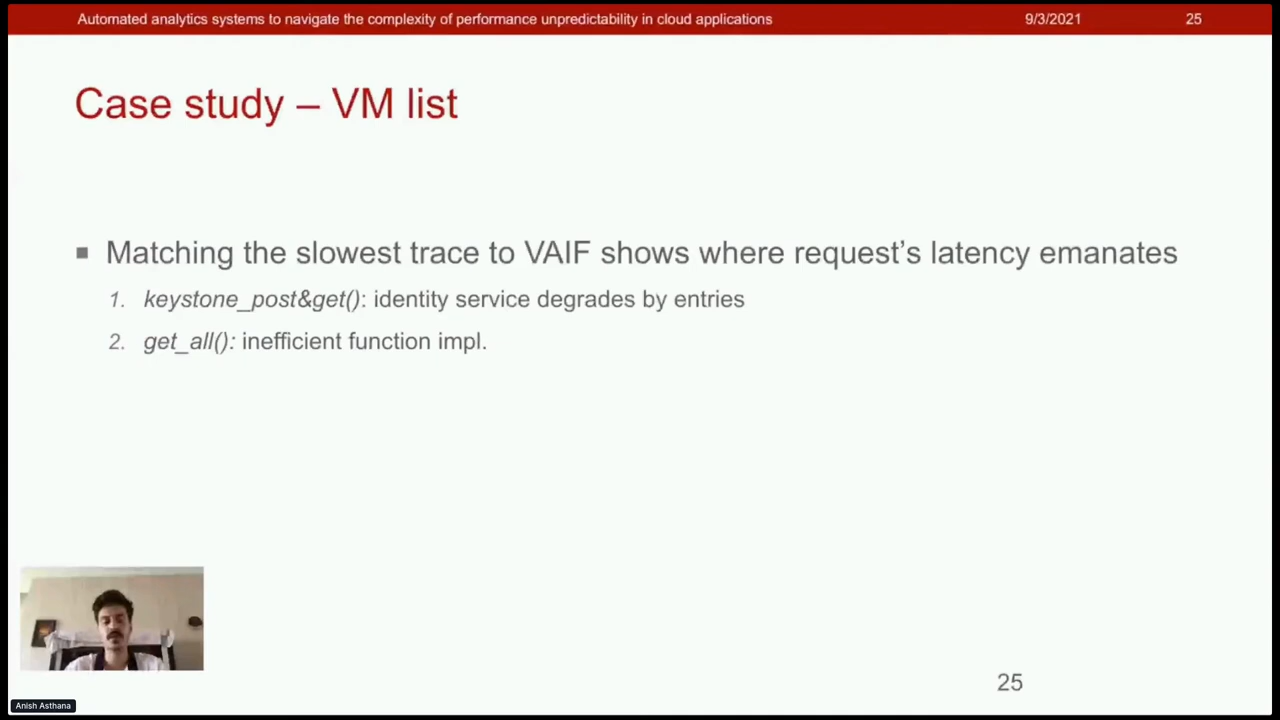 Automated analytics systems to navigate the complexity of performance unpredictability in cloud applications 9/3/2021 25
Case study – VM list
▪ Matching the slowest trace to VAIF shows where request’s latency emanates
1. keystone_post&get(): identity service degrades by entries
2. get_all(): inefficient function impl.
25
Anish Asthana